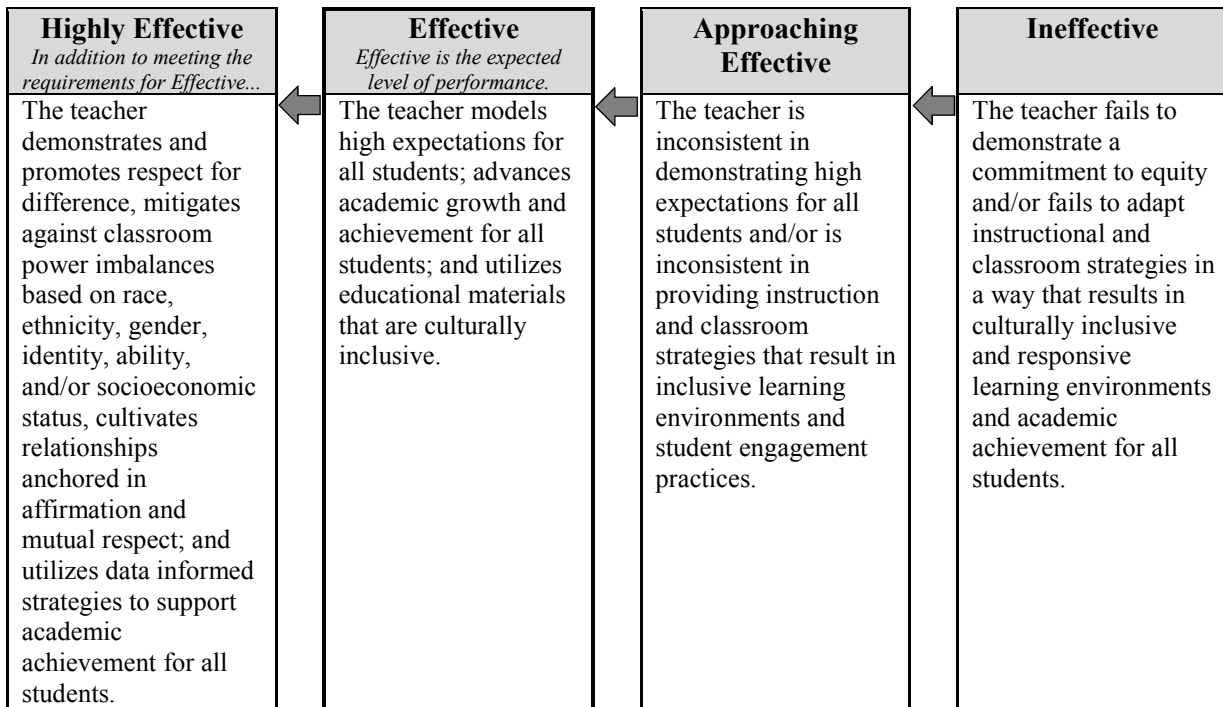 Highly Effective
In addition to meeting the
requirements for Effective...
The teacher
demonstrates and
promotes respect for
difference, mitigates
against classroom
power imbalances
based on race,
ethnicity, gender,
identity, ability,
and/or socioeconomic
status, cultivates
relationships
anchored in
affirmation and
mutual respect; and
utilizes data informed
strategies to support
academic
achievement for all
students.
Effective
Effective is the expected
level of performance.
The teacher models
high expectations for
all students; advances
academic growth and
achievement for all
students; and utilizes
educational materials
that are culturally
inclusive.
Approaching
Effective
The teacher is
inconsistent in
demonstrating high
expectations for all
students and/or is
inconsistent in
providing instruction
and classroom
strategies that result in
inclusive learning
environments and
student engagement
practices.
Ineffective
The teacher fails to
demonstrate a
commitment to equity
and/or fails to adapt
instructional and
classroom strategies in
a way that results in
culturally inclusive
and responsive
learning environments
and academic
achievement for all
students.